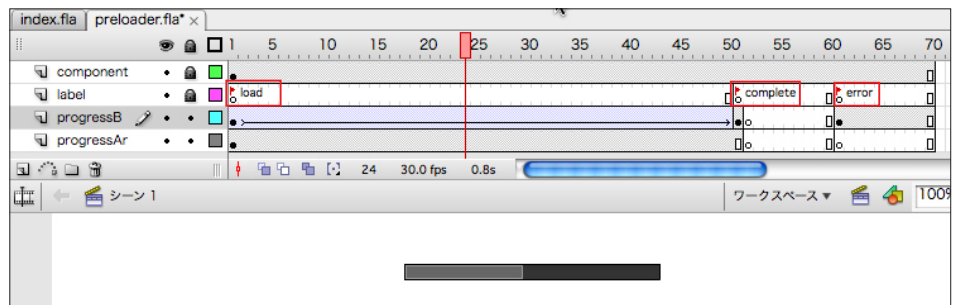 index.fla preloader.fla*
1 5 10 15 20 25 30 35 40 45 50 55 60 65 70
component
label load complete error
progressB
progressAr
24 30.0 fps 0.8s
シーン 1 ワークスペース 100%